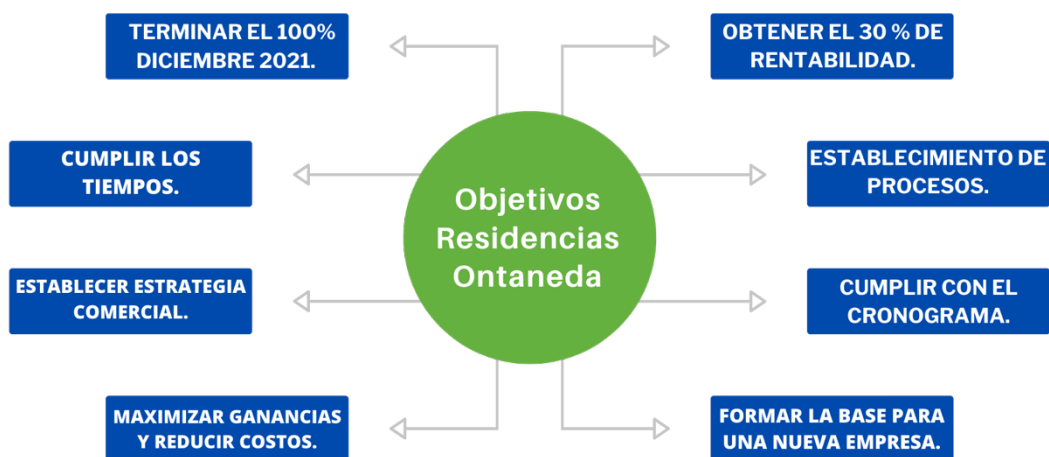 TERMINAR EL 100%
DICIEMBRE 2021.
OBTENER EL 30 % DE
RENTABILIDAD.
CUMPLIR LOS
TIEMPOS.
ESTABLECIMIENTO DE
PROCESOS.
Objetivos
Residencias
Ontaneda
ESTABLECER ESTRATEGIA
COMERCIAL.
CUMPLIR CON EL
CRONOGRAMA.
MAXIMIZAR GANANCIAS
Y REDUCIR COSTOS.
FORMAR LA BASE PARA
UNA NUEVA EMPRESA.